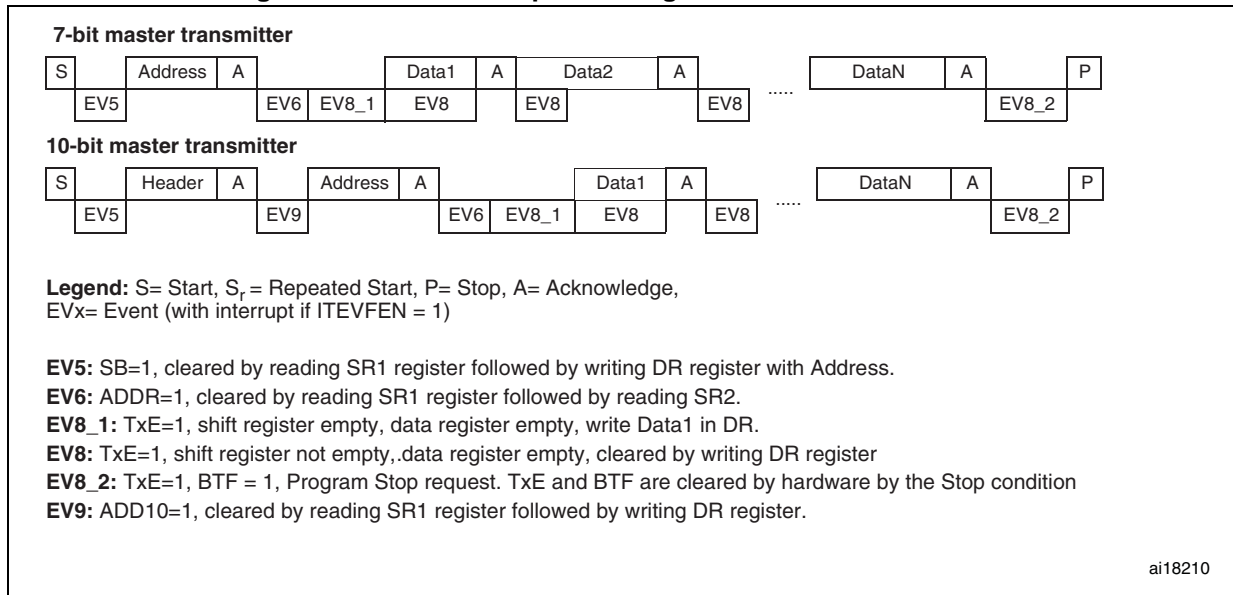 7-bit master transmitter
S Address A Data1 A Data2 A ..... DataN A P
EV5 EV6 EV8_1 EV8 EV8 EV8 EV8_2
10-bit master transmitter
S Header A Address A Data1 A ..... DataN A P
EV5 EV9 EV6 EV8_1 EV8 EV8 EV8_2
Legend: S= Start, Sr = Repeated Start, P= Stop, A= Acknowledge,
EVx= Event (with interrupt if ITEVFEN = 1)
EV5: SB=1, cleared by reading SR1 register followed by writing DR register with Address.
EV6: ADDR=1, cleared by reading SR1 register followed by reading SR2.
EV8_1: TxE=1, shift register empty, data register empty, write Data1 in DR.
EV8: TxE=1, shift register not empty,.data register empty, cleared by writing DR register
EV8_2: TxE=1, BTF = 1, Program Stop request. TxE and BTF are cleared by hardware by the Stop condition
EV9: ADD10=1, cleared by reading SR1 register followed by writing DR register.
ai18210